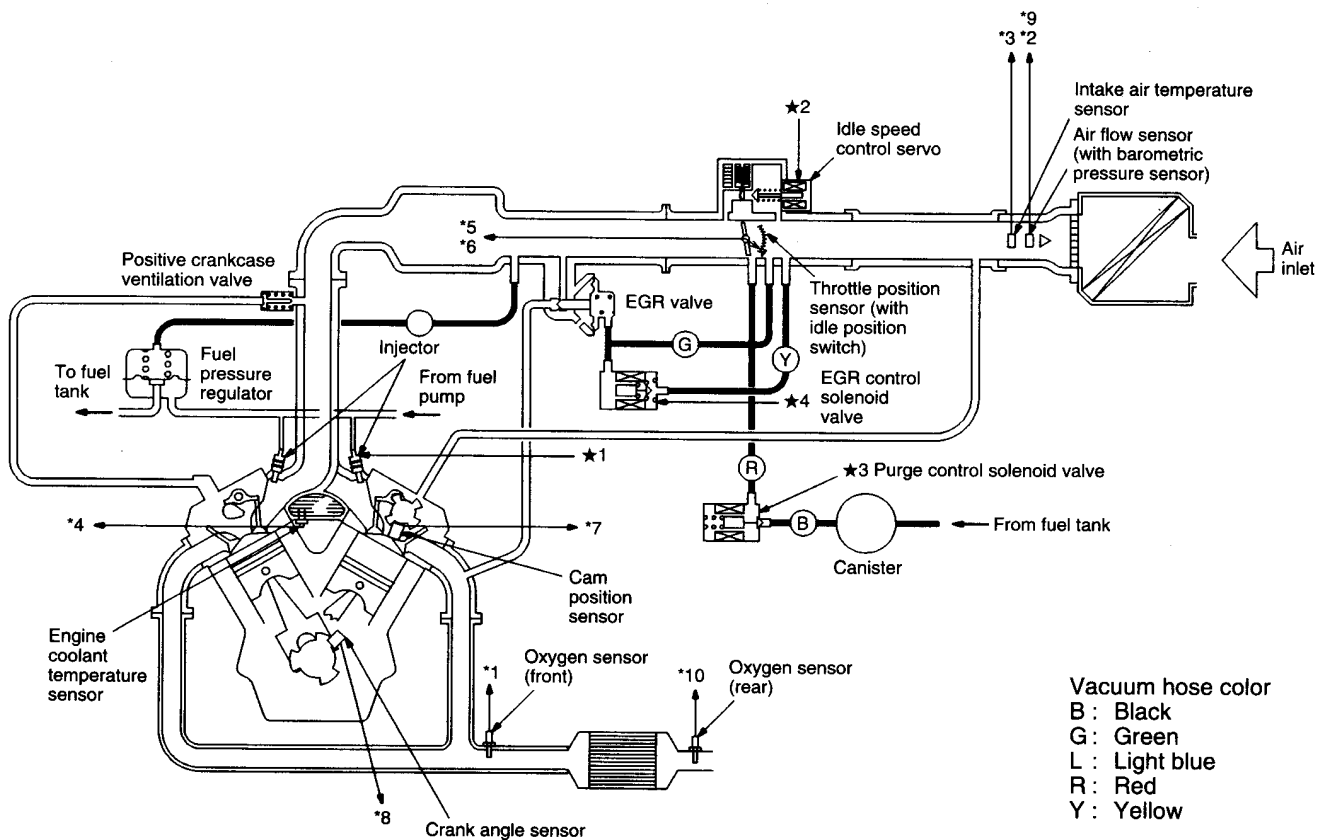 *9
*3 *2
Intake air temperature
sensor
Air flow sensor
(with barometric
pressure sensor)
★2
Idle speed
control servo
*5
*6
Air
inlet
Positive crankcase
ventilation valve
EGR valve
Throttle position
sensor (with
idle position
switch)
G
Y
Injector
To fuel
tank
Fuel
pressure
regulator
From fuel
pump
EGR control
solenoid
valve
★4
★1
R
★3 Purge control solenoid valve
*4
*7
B
From fuel tank
Canister
Cam
position
sensor
Engine
coolant
temperature
sensor
*1
Oxygen sensor
(front)
*10
Oxygen sensor
(rear)
*8
Crank angle sensor
Vacuum hose color
B : Black
G : Green
L : Light blue
R : Red
Y : Yellow